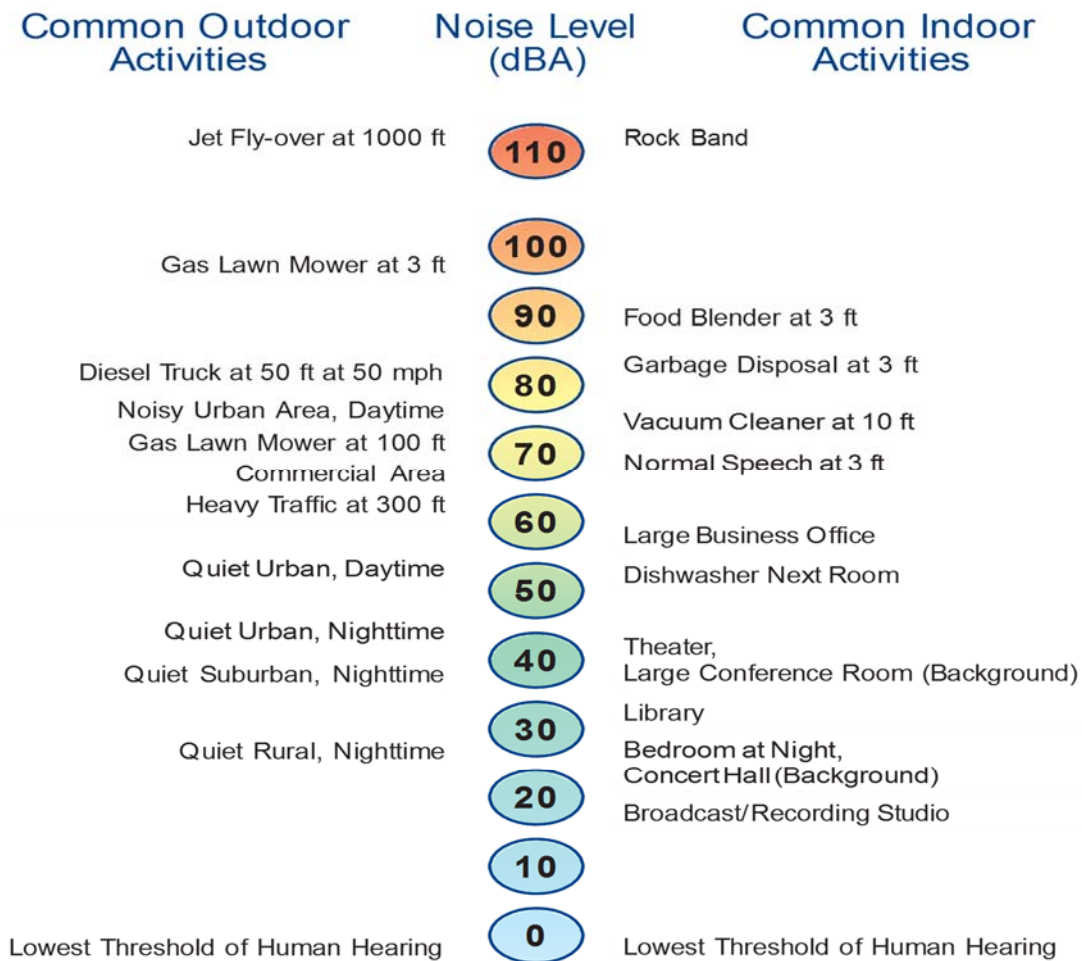 Common Outdoor
Activities
Noise Level
(dBA)
Common Indoor
Activities
Jet Fly-over at 1000 ft
110
Rock Band
100
Gas Lawn Mower at 3 ft
90
Food Blender at 3 ft
Diesel Truck at 50 ft at 50 mph
80
Garbage Disposal at 3 ft
Noisy Urban Area, Daytime
Vacuum Cleaner at 10 ft
Gas Lawn Mower at 100 ft
70
Normal Speech at 3 ft
Commercial Area
Heavy Traffic at 300 ft
60
Large Business Office
Quiet Urban, Daytime
50
Dishwasher Next Room
Quiet Urban, Nighttime
40
Theater,
Large Conference Room (Background)
Quiet Suburban, Nighttime
30
Library
Quiet Rural, Nighttime
Bedroom at Night,
Concert Hall (Background)
20
Broadcast/Recording Studio
10
Lowest Threshold of Human Hearing
0
Lowest Threshold of Human Hearing